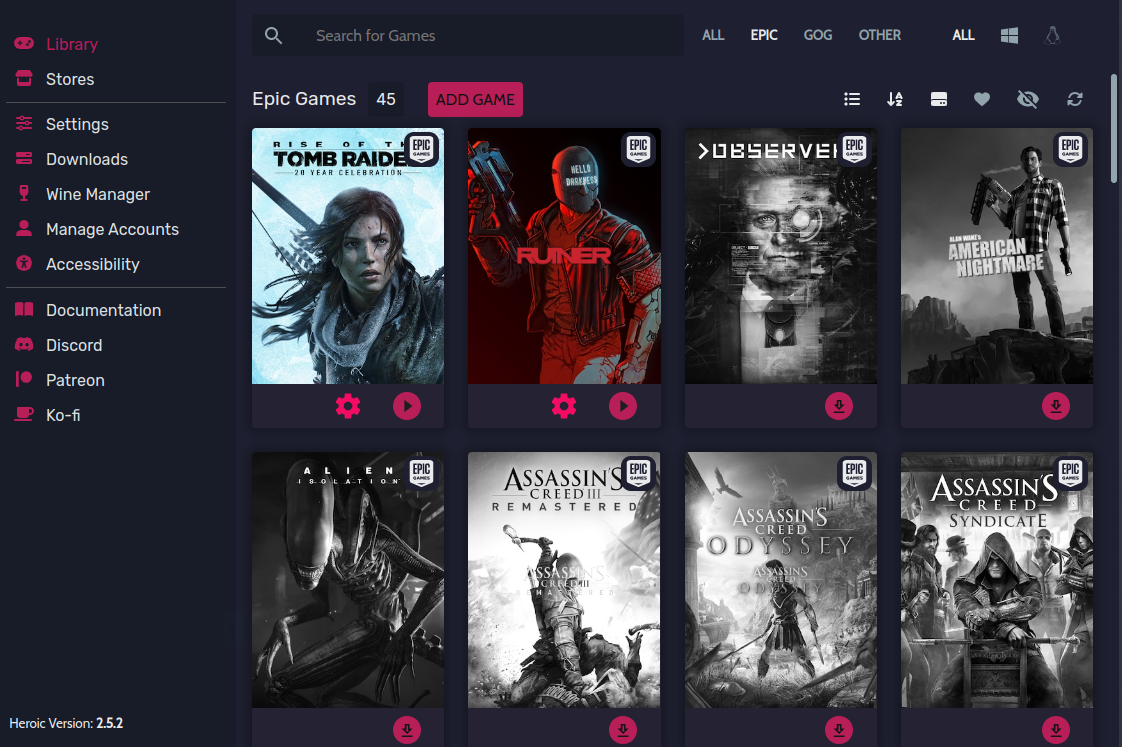 Library
Stores
Settings
Downloads
Wine Manager
Manage Accounts
Accessibility
Documentation
Discord
Patreon
Ko-fi
Heroic Version: 2.5.2
Search for Games
ALL EPIC GOG OTHER ALL
Epic Games 45 ADD GAME
RISE OF TH
TOMB RAIDE
20 YEAR CELEBRATION
EPIC
GAMES
HELLO
DARKNESS
RUINER
EPIC
GAMES
>OBSERVE
EPIC
GAMES
ALAN WAKE'S
AMERICAN
NIGHTMARE
EPIC
GAMES
ALIEN
ISOLATION
EPIC
GAMES
ASSASSIN'S
CREED III
REMASTERED
ASSASSIN'S
CREED III
REMASTERED
EPIC
GAMES
ASSASSIN'S
CREED
ODYSSEY
ASSASSIN'S
CREED
ODYSSEY
EPIC
GAMES
ASSASSIN'S
CREED
SYNDICATE
EPIC
GAMES